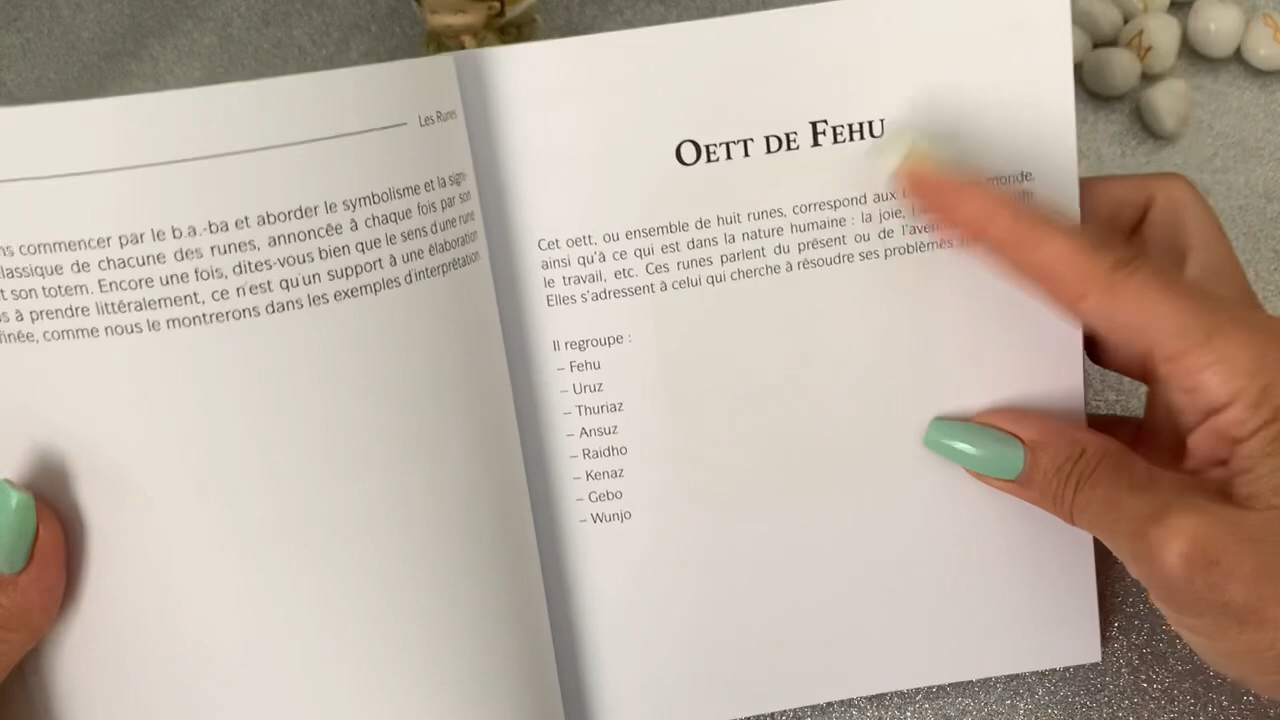 Les Runes
ns commencer par le b.a.-ba et aborder le symbolisme et la sign-
lassique de chacune des runes, annoncée à chaque fois par son
t son totem. Encore une fois, dites-vous bien que le sens d'une rune
s à prendre littéralement, ce n'est qu'un support à une élaboration
finée, comme nous le montrerons dans les exemples d'interprétation
OETT DE FEHU
Cet oett, ou ensemble de huit runes, correspond aux monde,
ainsi qu'à ce qui est dans la nature humaine : la joie,
le travail, etc. Ces runes parlent du présent ou de l'avenir
Elles s'adressent à celui qui cherche à résoudre ses problèmes
Il regroupe :
– Fehu
– Uruz
– Thuriaz
– Ansuz
– Raidho
– Kenaz
– Gebo
– Wunjo